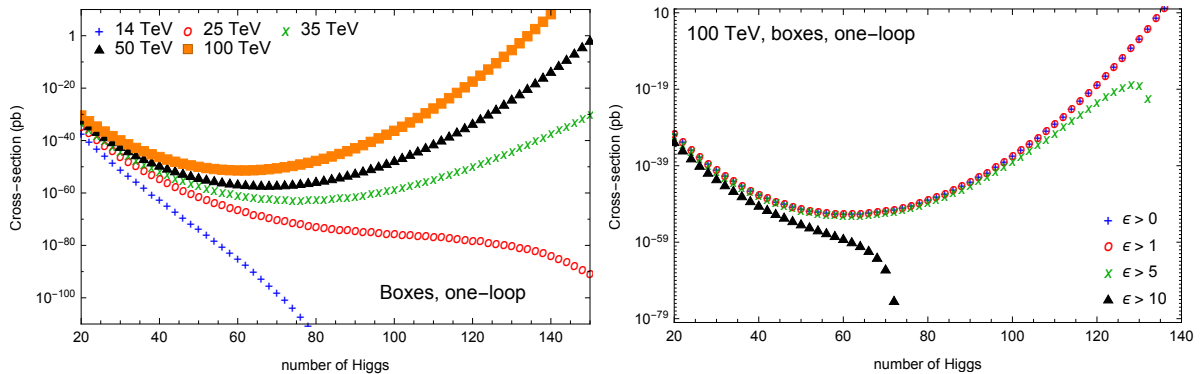 + 14 TeV o 25 TeV x 35 TeV
▲ 50 TeV ■ 100 TeV
Boxes, one-loop
Cross-section (pb)
1
10^-20
10^-40
10^-60
10^-80
10^-100
20 40 60 80 100 120 140
number of Higgs
100 TeV, boxes, one-loop
+ ϵ > 0
o ϵ > 1
x ϵ > 5
▲ ϵ > 10
Cross-section (pb)
10
10^-19
10^-39
10^-59
10^-79
20 40 60 80 100 120 140
number of Higgs